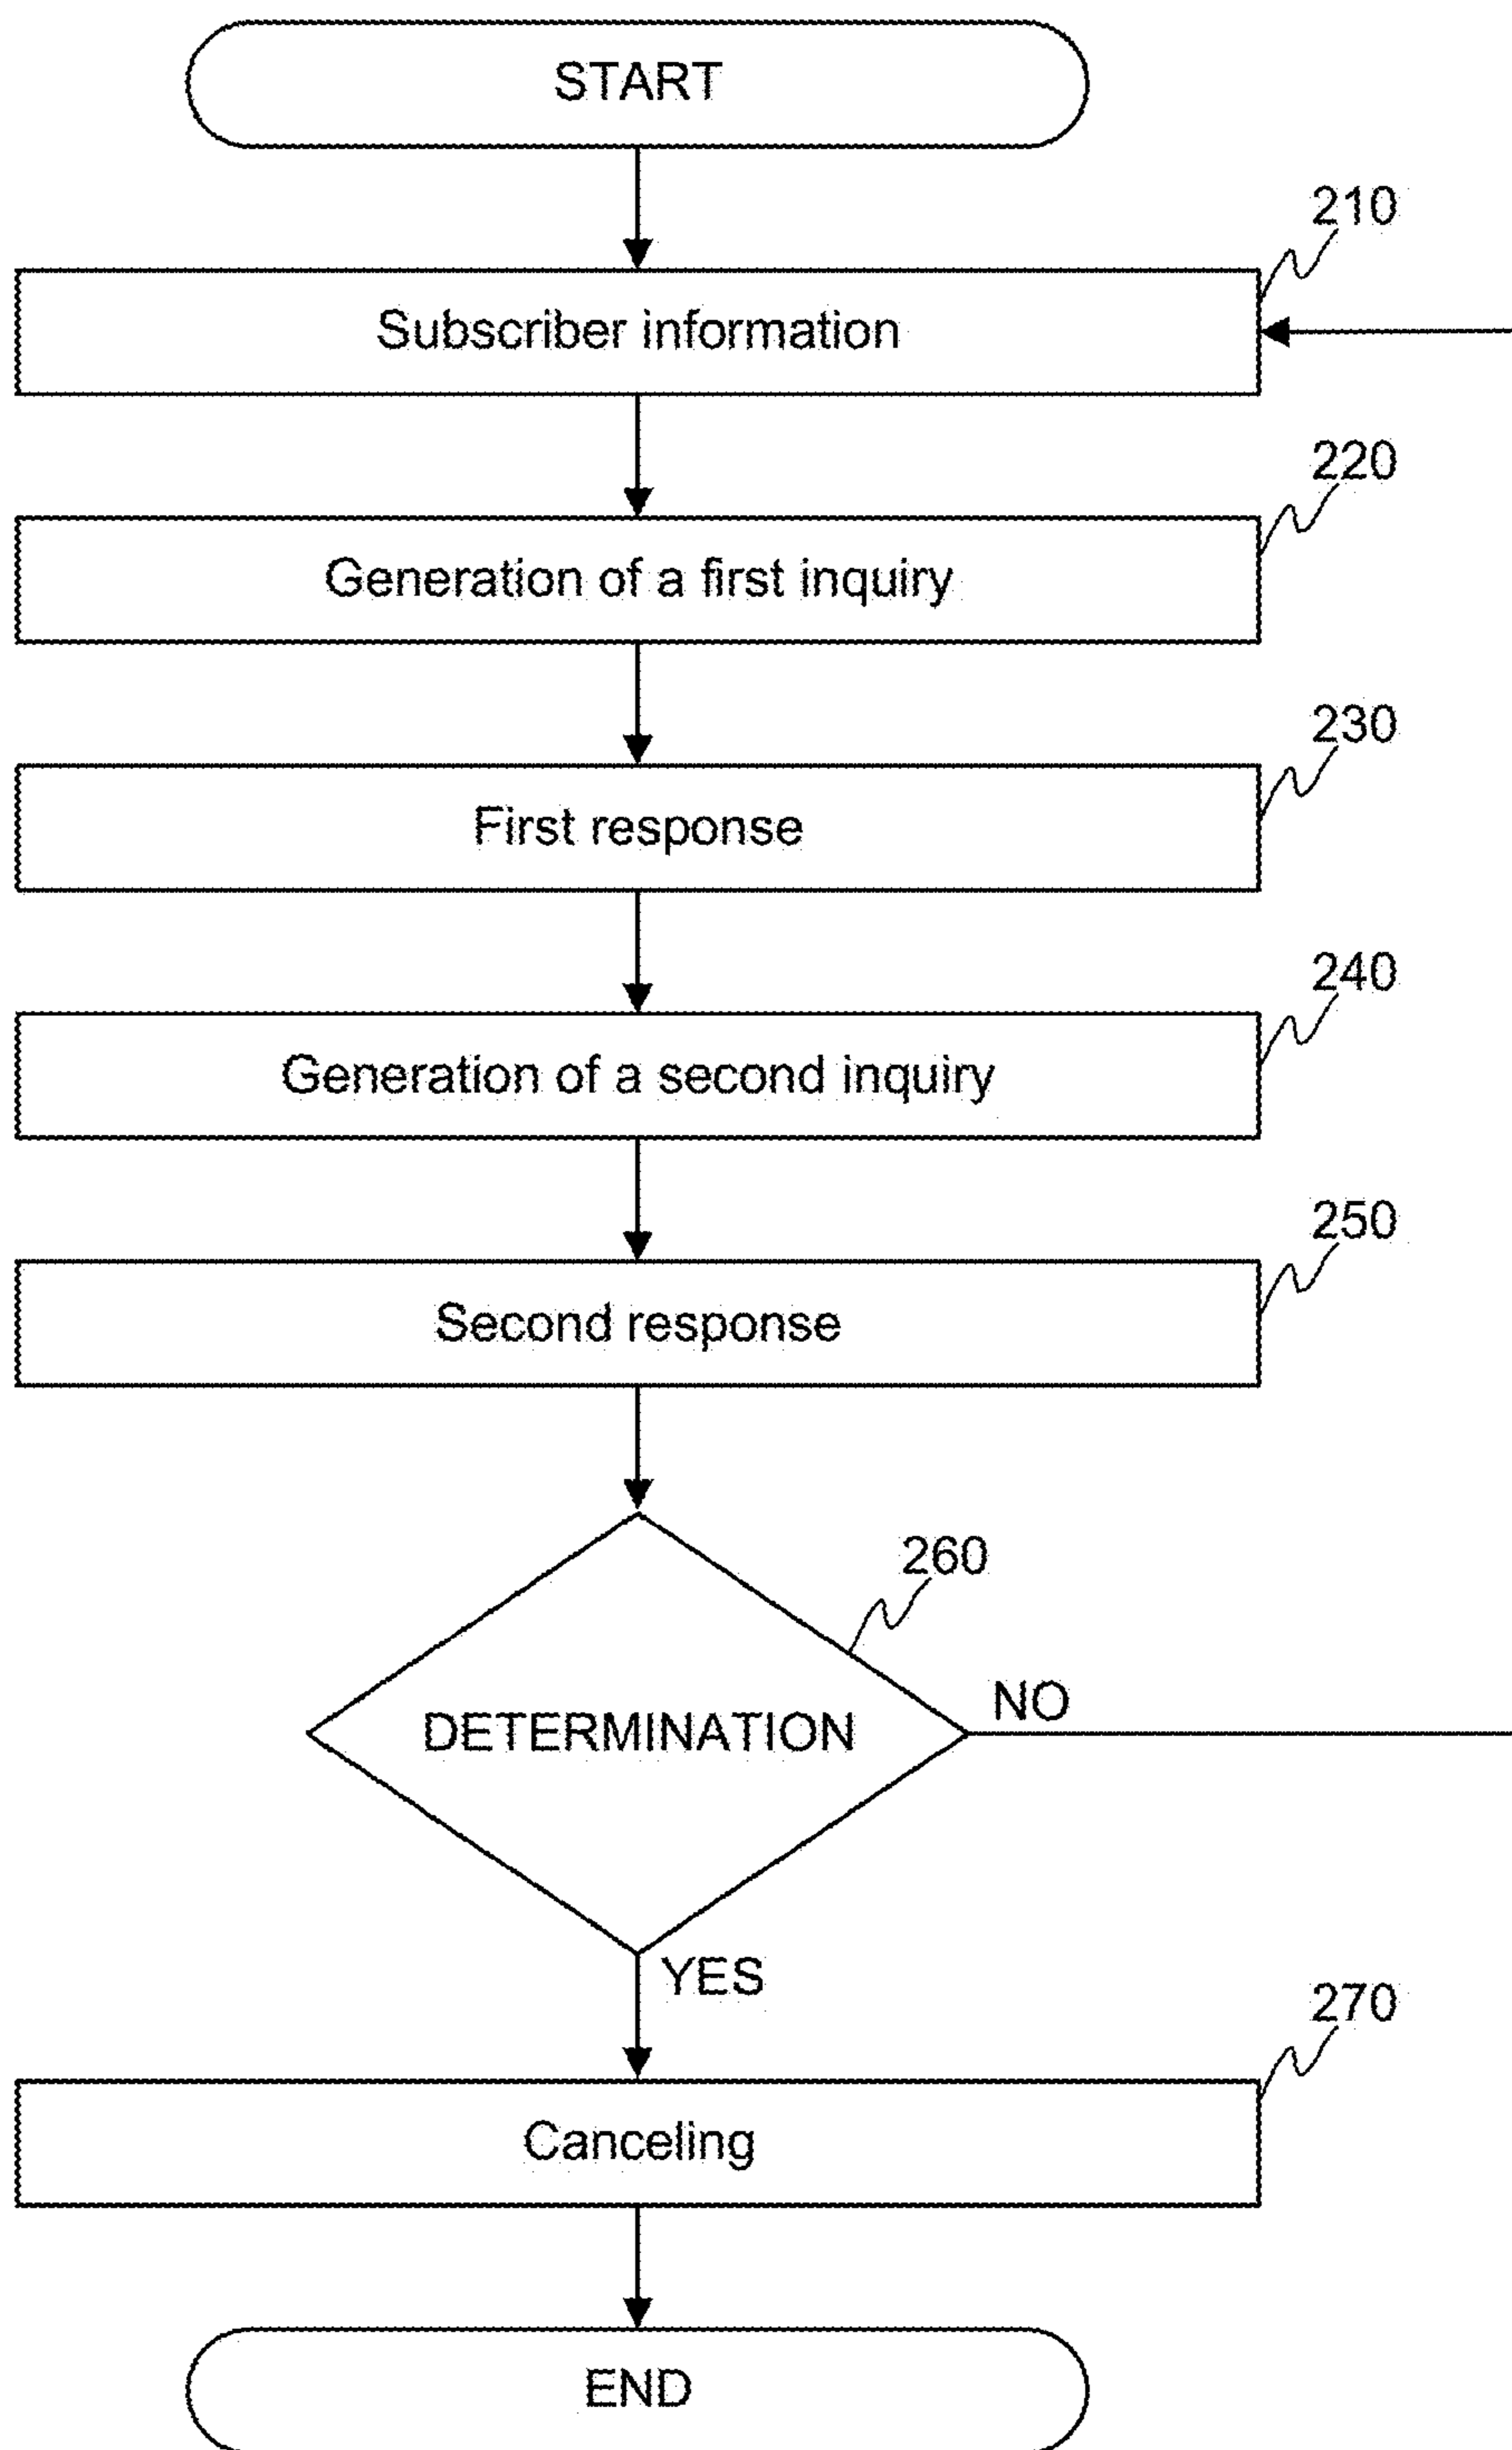 START
210
Subscriber information
220
Generation of a first inquiry
230
First response
240
Generation of a second inquiry
250
Second response
260
DETERMINATION
NO
YES
270
Canceling
END